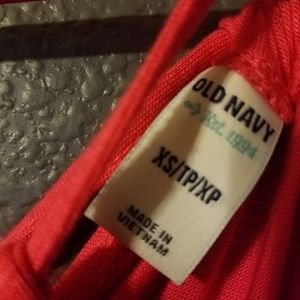 OLD NAVY
Est. 1994
XS/TP/XP
MADE IN
VIETNAM